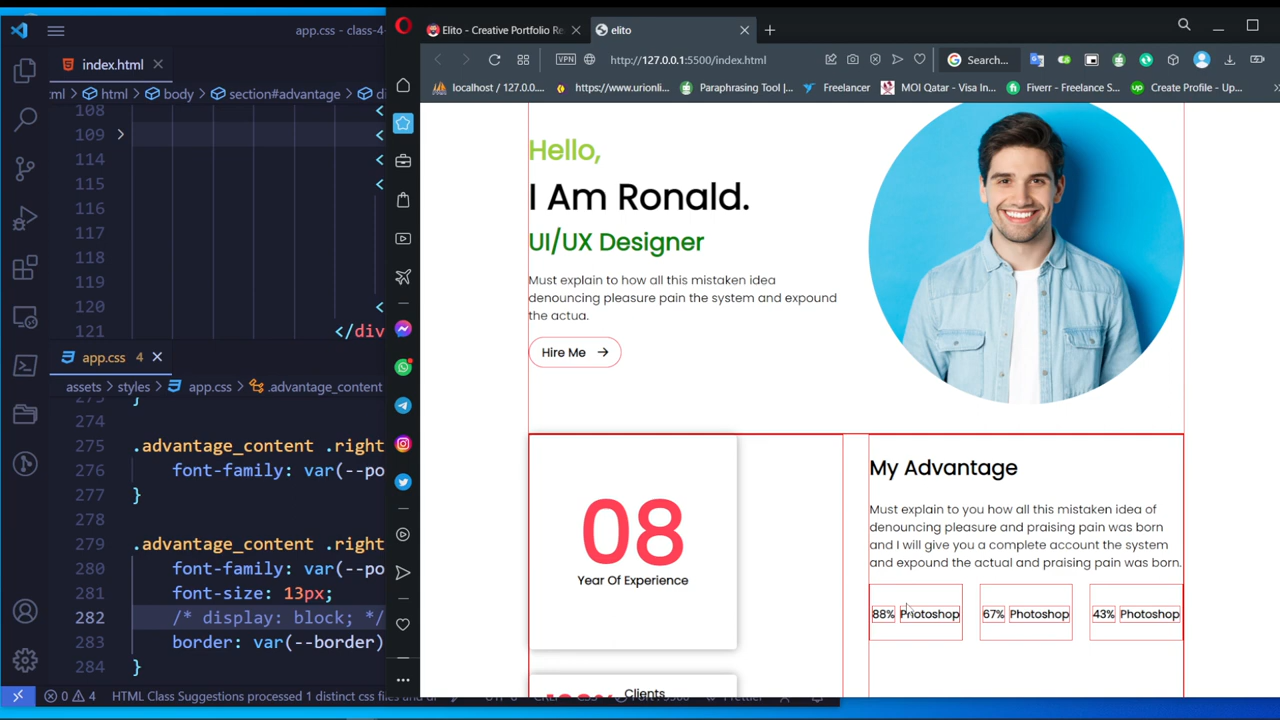 app.css - class-4-
index.html
ml > html > body > section#advantage > di
108
109
114
115
116
117
118
119
120
121
<
<
<
<
<
</div
app.css 4
assets > styles > app.css > .advantage_content
}
274
275 .advantage_content .right
276 font-family: var(--po
277 }
278
279 .advantage_content .right
280 font-family: var(--po
281 font-size: 13px;
282 /* display: block; */
283 border: var(--border)
284 }
0 4 HTML Class Suggestions processed 1 distinct css files and
Elito - Creative Portfolio Re
elito
VPN
http://127.0.0.1:5500/index.html
Search...
localhost / 127.0....
https://www.urionli...
Paraphrasing Tool |...
Freelancer
MOI Qatar - Visa In...
Fiverr - Freelance S...
Create Profile - Up...
Hello,
I Am Ronald.
UI/UX Designer
Must explain to how all this mistaken idea
denouncing pleasure pain the system and expound
the actua.
Hire Me
08
Year Of Experience
Clients
My Advantage
Must explain to you how all this mistaken idea of
denouncing pleasure and praising pain was born
and I will give you a complete account the system
and expound the actual and praising pain was born.
88% Photoshop
67% Photoshop
43% Photoshop